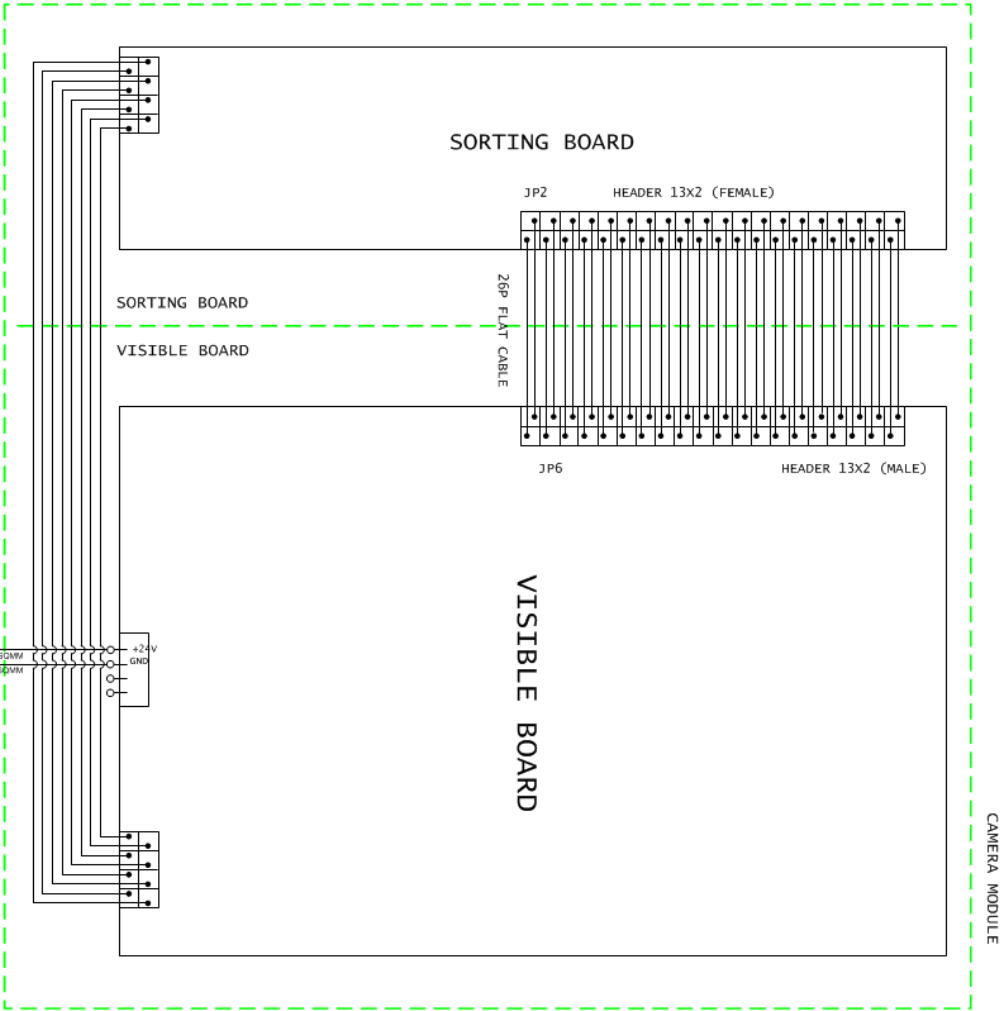 SORTING BOARD
JP2 HEADER 13X2 (FEMALE)
26P FLAT CABLE
SORTING BOARD
VISIBLE BOARD
JP6 HEADER 13X2 (MALE)
VISIBLE BOARD
+24V
GND
CAMERA MODULE